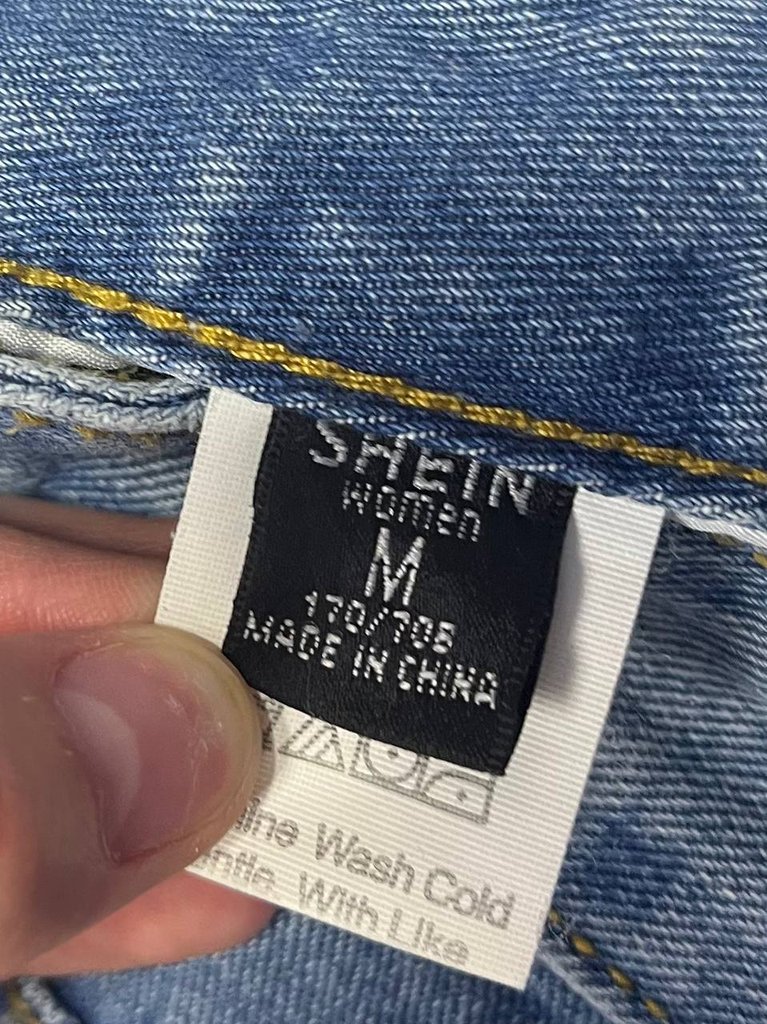 SHEIN
Women
M
170/70B
MADE IN CHINA
Wash Cold
With Like